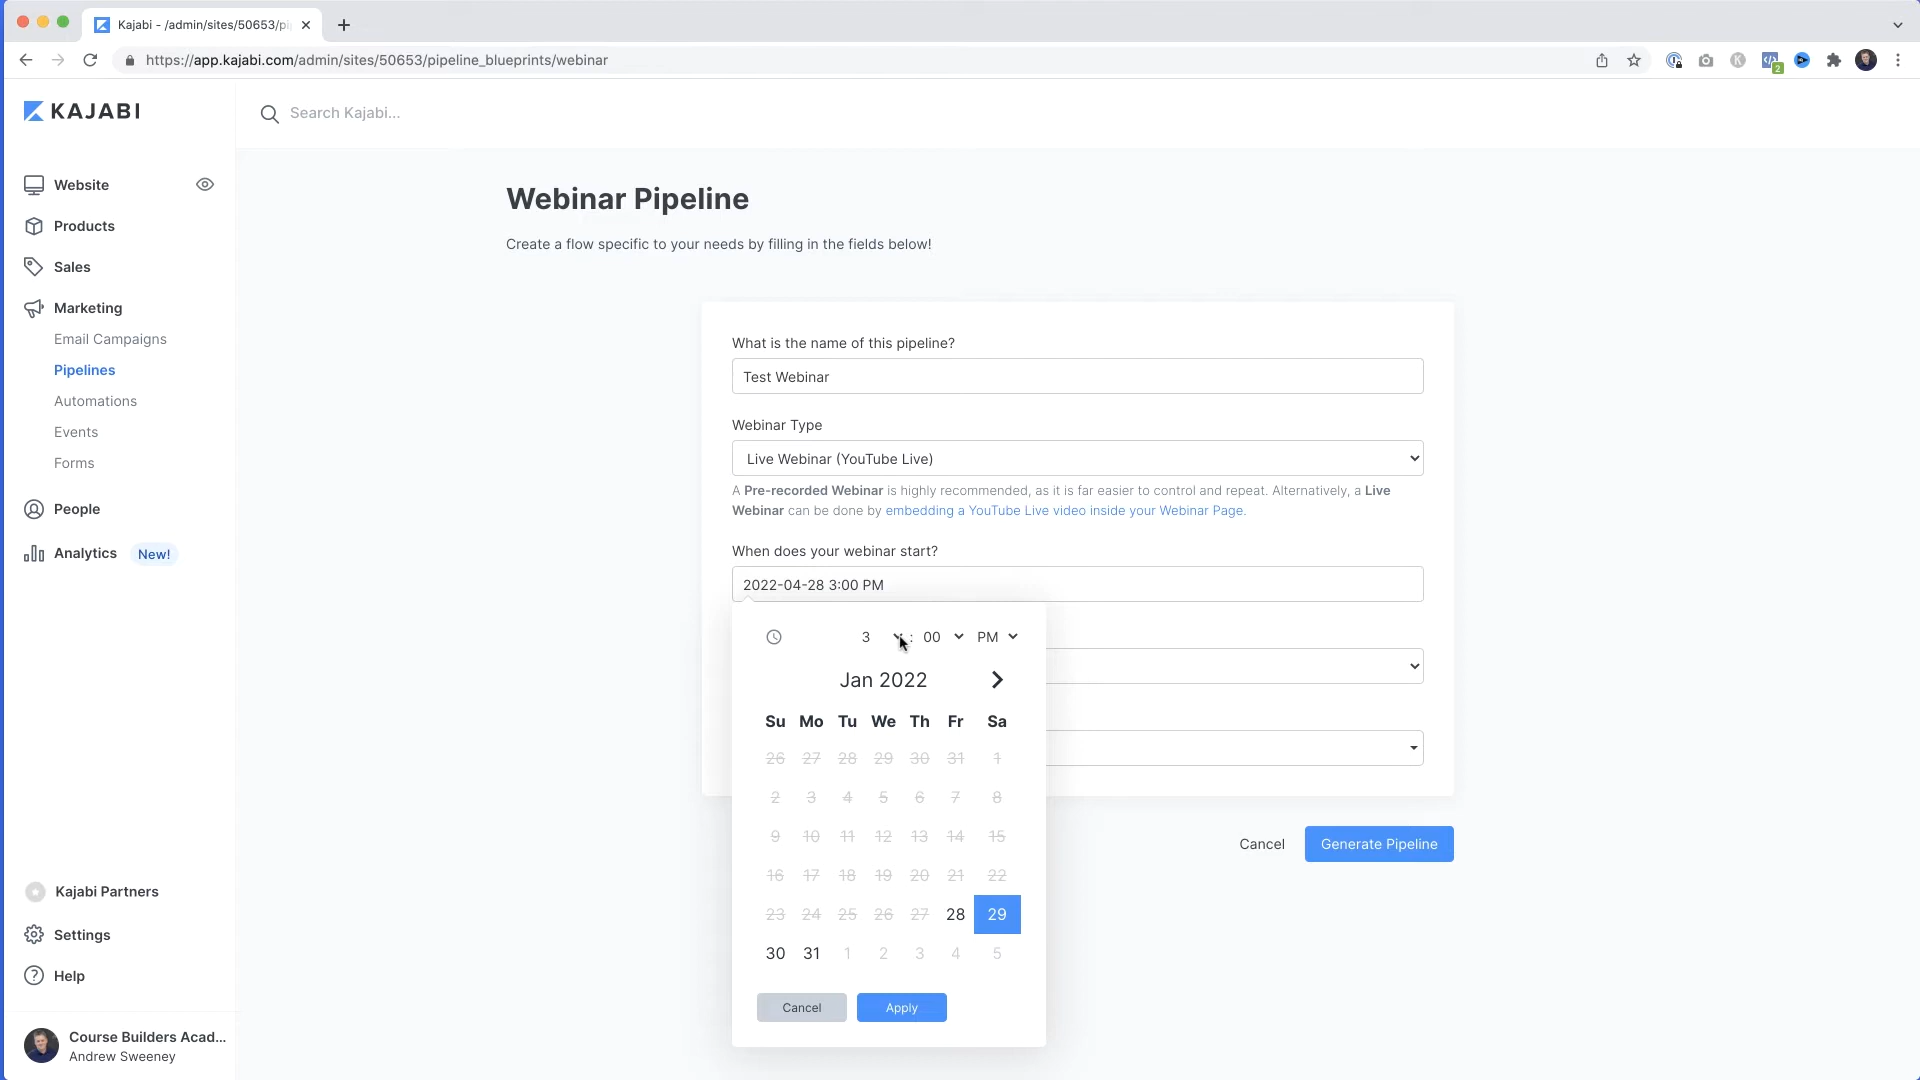 Kajabi - /admin/sites/50653/pi
https://app.kajabi.com/admin/sites/50653/pipeline_blueprints/webinar
2
KAJABI
Search Kajabi...
Website
Products
Sales
Marketing
Email Campaigns
Pipelines
Automations
Events
Forms
People
Analytics New!
Kajabi Partners
Settings
Help
Course Builders Acad...
Andrew Sweeney
Webinar Pipeline
Create a flow specific to your needs by filling in the fields below!
What is the name of this pipeline?
Test Webinar
Webinar Type
Live Webinar (YouTube Live)
A Pre-recorded Webinar is highly recommended, as it is far easier to control and repeat. Alternatively, a Live
Webinar can be done by embedding a YouTube Live video inside your Webinar Page.
When does your webinar start?
2022-04-28 3:00 PM
3 : 00 PM
Jan 2022
Su Mo Tu We Th Fr Sa
26 27 28 29 30 31 1
2 3 4 5 6 7 8
9 10 11 12 13 14 15
16 17 18 19 20 21 22
23 24 25 26 27 28 29
30 31 1 2 3 4 5
Cancel Apply
Cancel Generate Pipeline